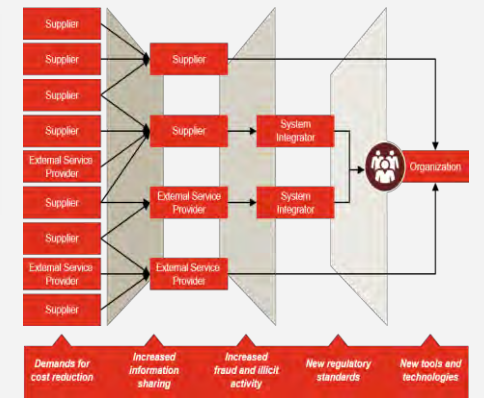 Supplier
Supplier
Supplier
Supplier
External Service
Provider
Supplier
Supplier
External Service
Provider
Supplier
Supplier
Supplier
External Service
Provider
External Service
Provider
System
Integrator
System
Integrator
Organization
Demands for
cost reduction
Increased
information
sharing
Increased
fraud and illicit
activity
New regulatory
standards
New tools and
technologies